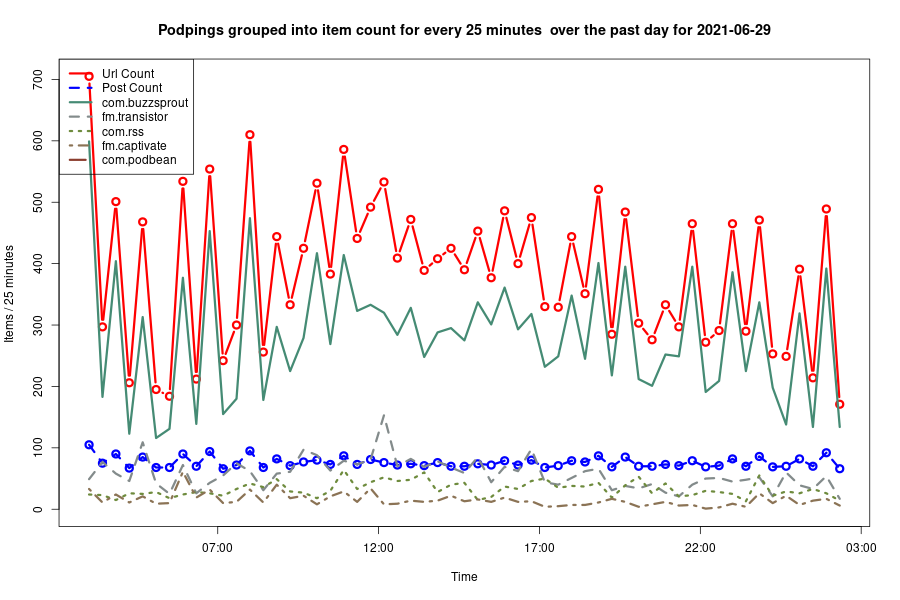 Podpings grouped into item count for every 25 minutes  over the past day for 2021-06-29
Url Count
Post Count
com.buzzsprout
fm.transistor
com.rss
fm.captivate
com.podbean
700
600
500
400
300
200
100
0
Items / 25 minutes
07:00
12:00
17:00
22:00
03:00
Time